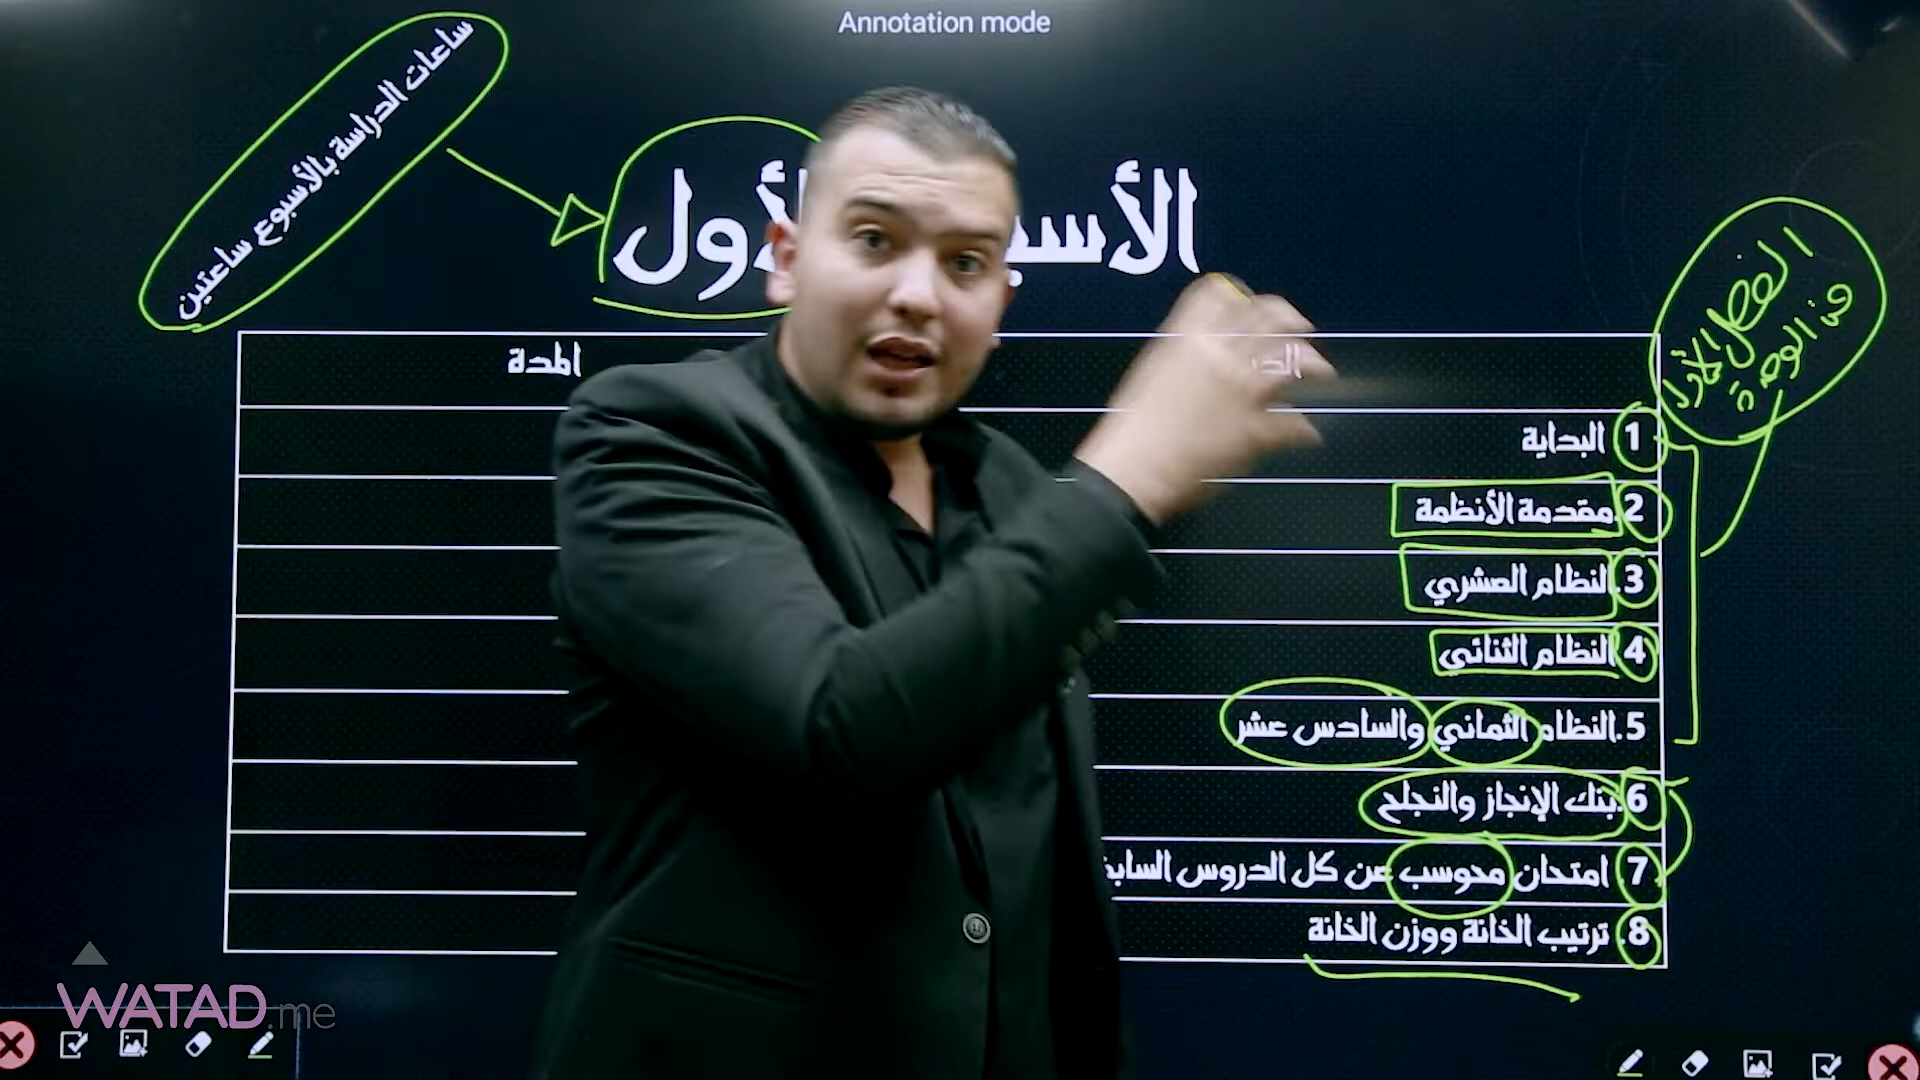 Annotation mode
ساعات الدراسة بالأسبوع ساعتين
الأول
الفصل الأول
من الوحدة
المدة
1 البداية
2. مقدمة الأنظمة
3. النظام العشري
4 النظام الثنائي
5. النظام الثماني والسادس عشر
6. بنك الإنجاز والنجاح
7 امتحان محوسب عن كل الدروس
8. ترتيب الخانة ووزن الخانة
WATAD.me